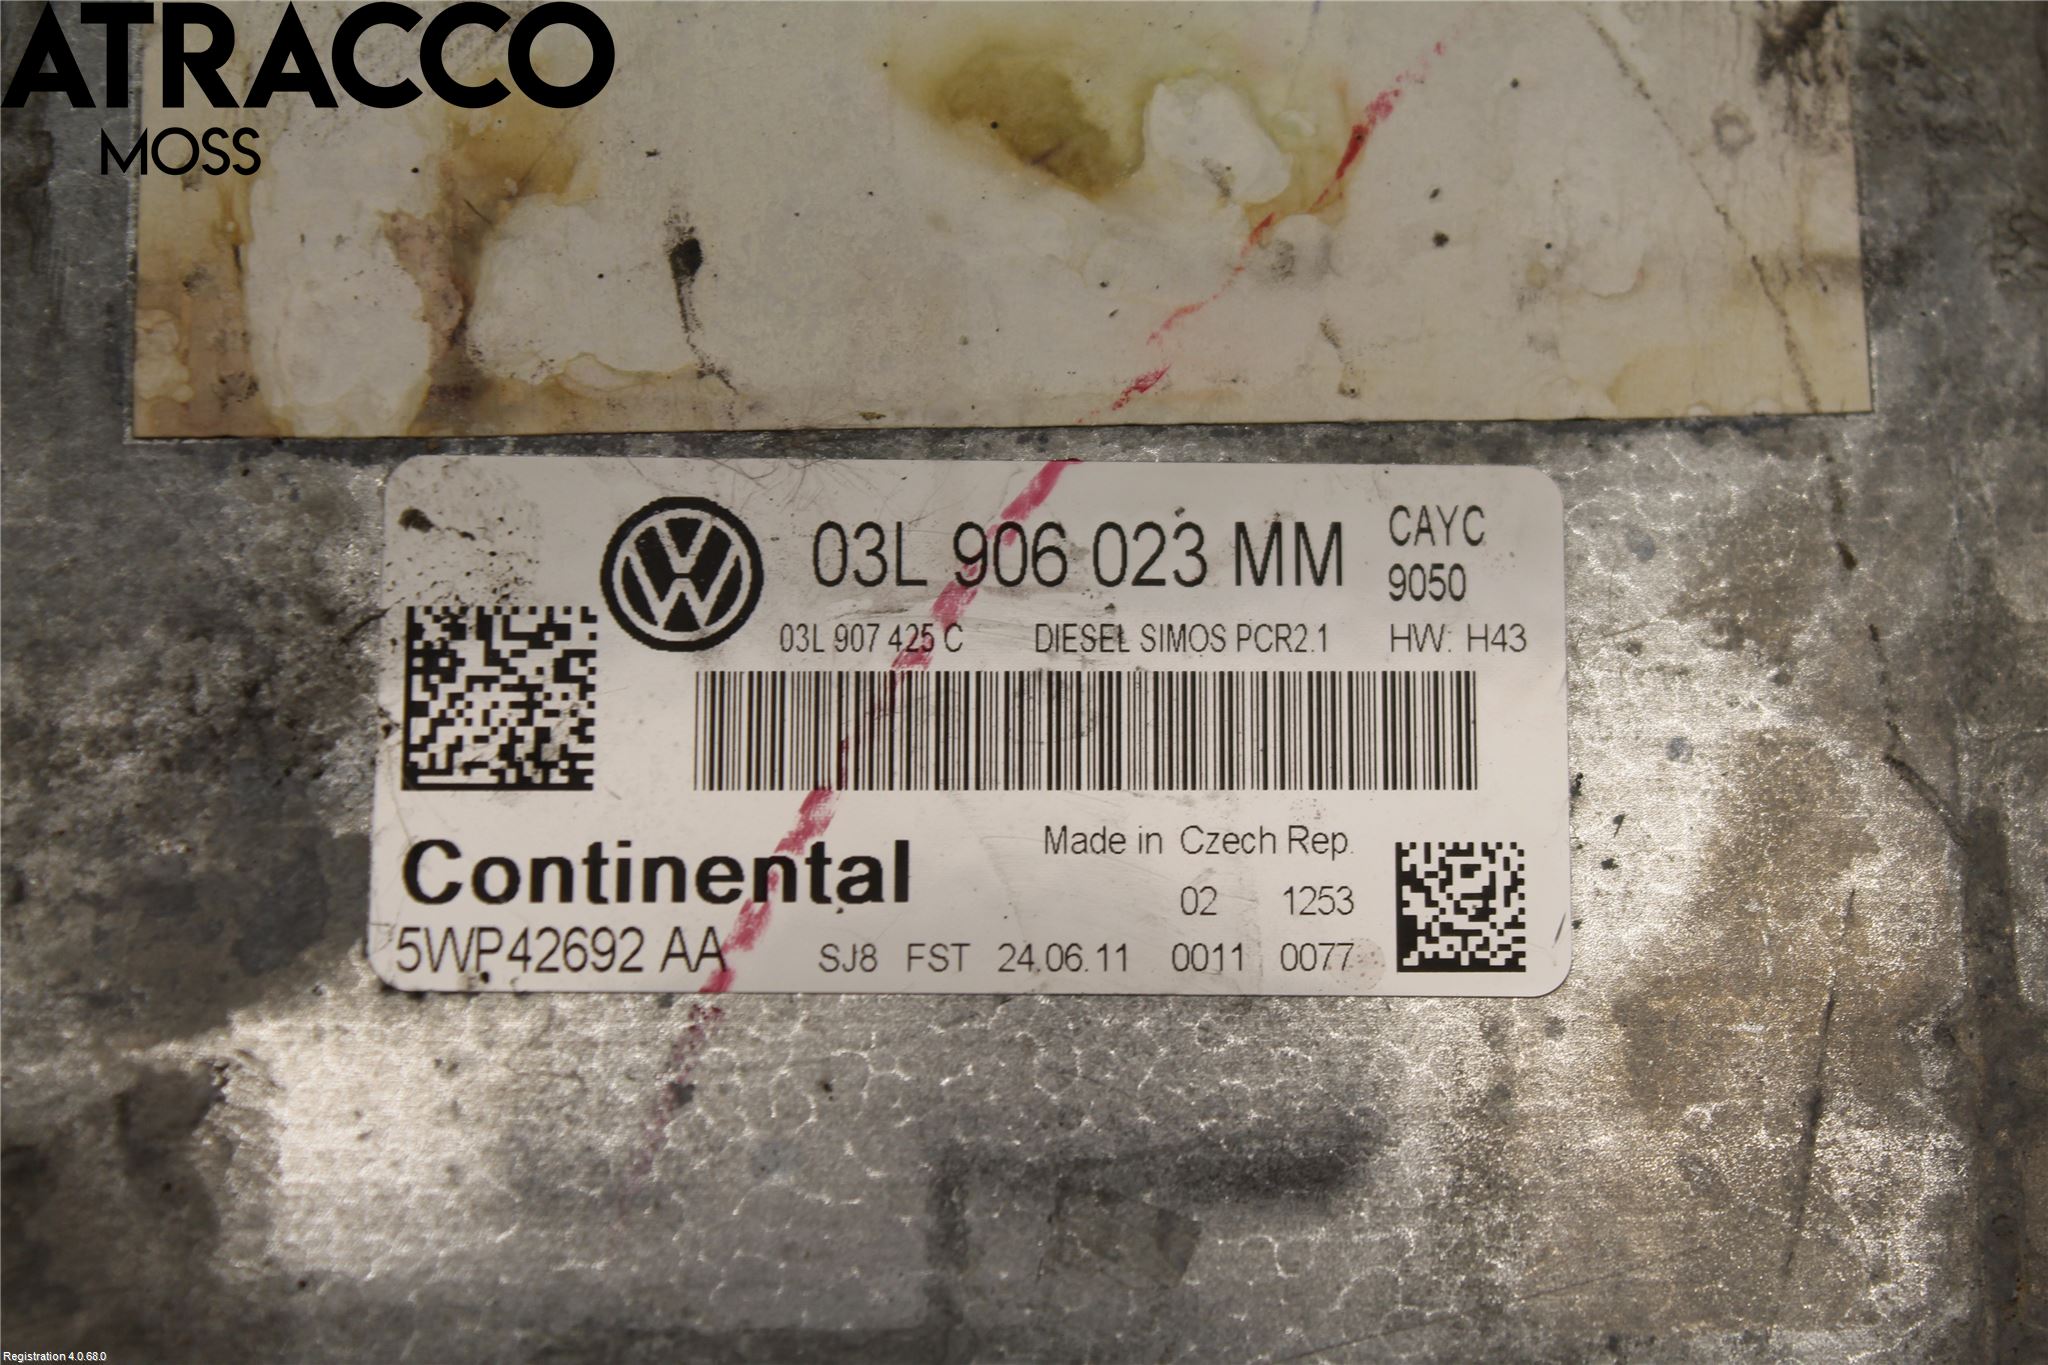 ATRACCO
MOSS
03L 906 023 MM
CAYC
9050
03L 907 425 C DIESEL SIMOS PCR2.1 HW: H43
Made in Czech Rep.
Continental
02 1253
5WP42692 AA SJ8 FST 24.06.11 0011 0077
Registration 4.0.68.0